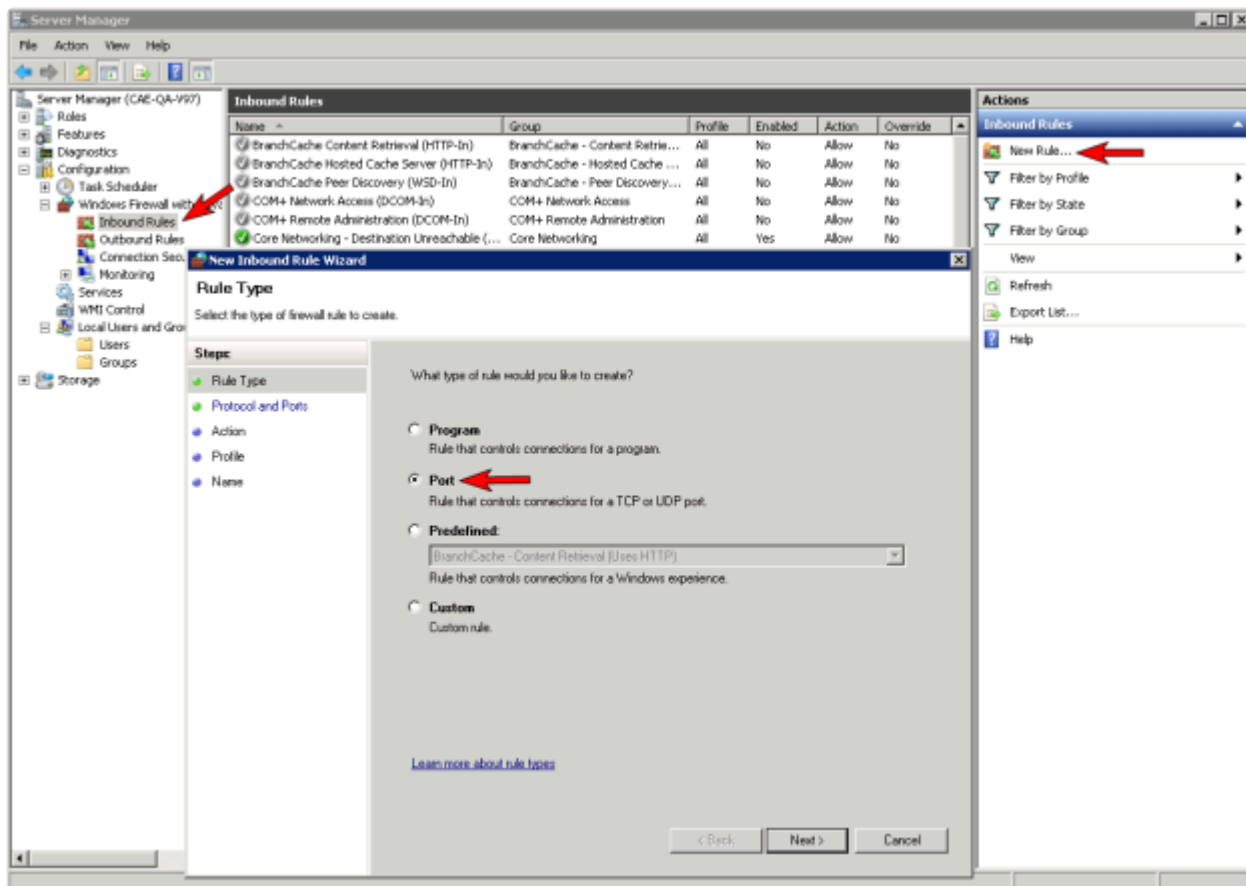 Server Manager
File Action View Help
Server Manager (CAE-QA-V97)
Roles
Features
Diagnostics
Configuration
Task Scheduler
Windows Firewall with
Inbound Rules
Outbound Rules
Connection Sec
Monitoring
Services
WMI Control
Local Users and Gro
Users
Groups
Storage
Inbound Rules
Name Group Profile Enabled Action Override
BranchCache Content Retrieval (HTTP-In) BranchCache - Content Retrie... All No Allow No
BranchCache Hosted Cache Server (HTTP-In) BranchCache - Hosted Cache ... All No Allow No
BranchCache Peer Discovery (WSD-In) BranchCache - Peer Discovery... All No Allow No
COM+ Network Access (DCOM-In) COM+ Network Access All No Allow No
COM+ Remote Administration (DCOM-In) COM+ Remote Administration All No Allow No
Core Networking - Destination Unreachable (... Core Networking All Yes Allow No
Actions
Inbound Rules
New Rule...
Filter by Profile
Filter by State
Filter by Group
View
Refresh
Export List...
Help
New Inbound Rule Wizard
Rule Type
Select the type of firewall rule to create.
Steps:
Rule Type
Protocol and Ports
Action
Profile
Name
What type of rule would you like to create?
Program
Rule that controls connections for a program.
Port
Rule that controls connections for a TCP or UDP port.
Predefined:
BranchCache - Content Retrieval (Uses HTTP)
Rule that controls connections for a Windows experience.
Custom
Custom rule.
Learn more about rule types
< Back Next > Cancel